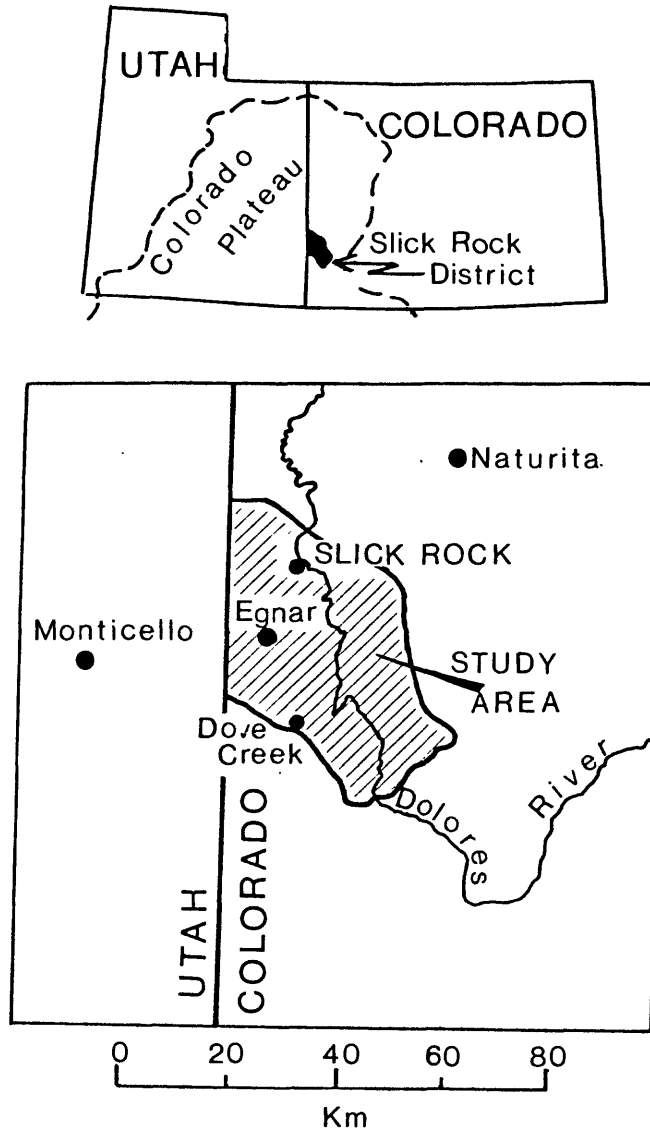 UTAH
COLORADO
Colorado
Plateau
Slick Rock
District
Naturita
SLICK ROCK
Egnar
Monticello
STUDY
AREA
Dove
Creek
Dolores
River
UTAH
COLORADO
0 20 40 60 80
Km